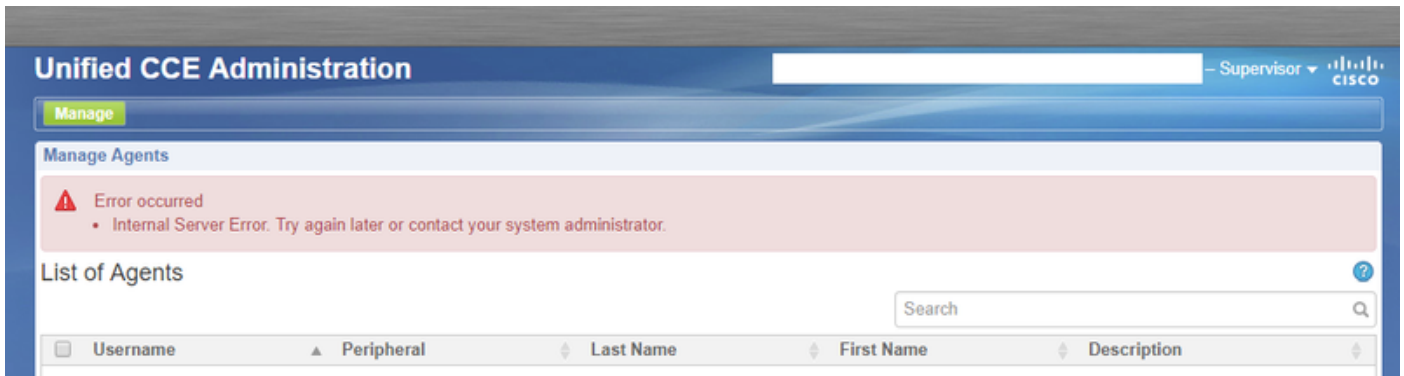 Unified CCE Administration
– Supervisor
CISCO
Manage
Manage Agents
Error occurred
• Internal Server Error. Try again later or contact your system administrator.
List of Agents
?
Search
Username Peripheral Last Name First Name Description